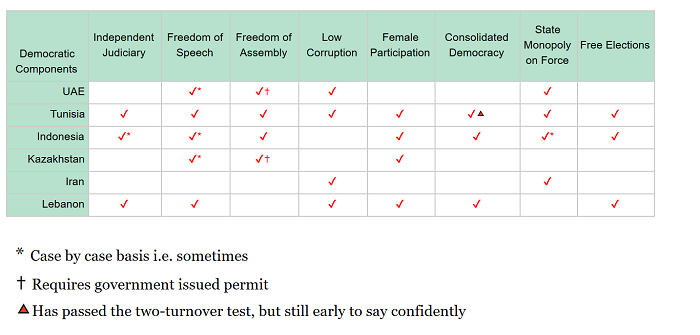 Democratic Components Independent Judiciary Freedom of Speech Freedom of Assembly Low Corruption Female Participation Consolidated Democracy State Monopoly on Force Free Elections
UAE ✓* ✓† ✓ ✓
Tunisia ✓ ✓ ✓ ✓ ✓ ✓▲ ✓ ✓
Indonesia ✓* ✓* ✓ ✓ ✓ ✓* ✓
Kazakhstan ✓* ✓† ✓
Iran ✓ ✓
Lebanon ✓ ✓ ✓ ✓ ✓ ✓
* Case by case basis i.e. sometimes
† Requires government issued permit
▲ Has passed the two-turnover test, but still early to say confidently